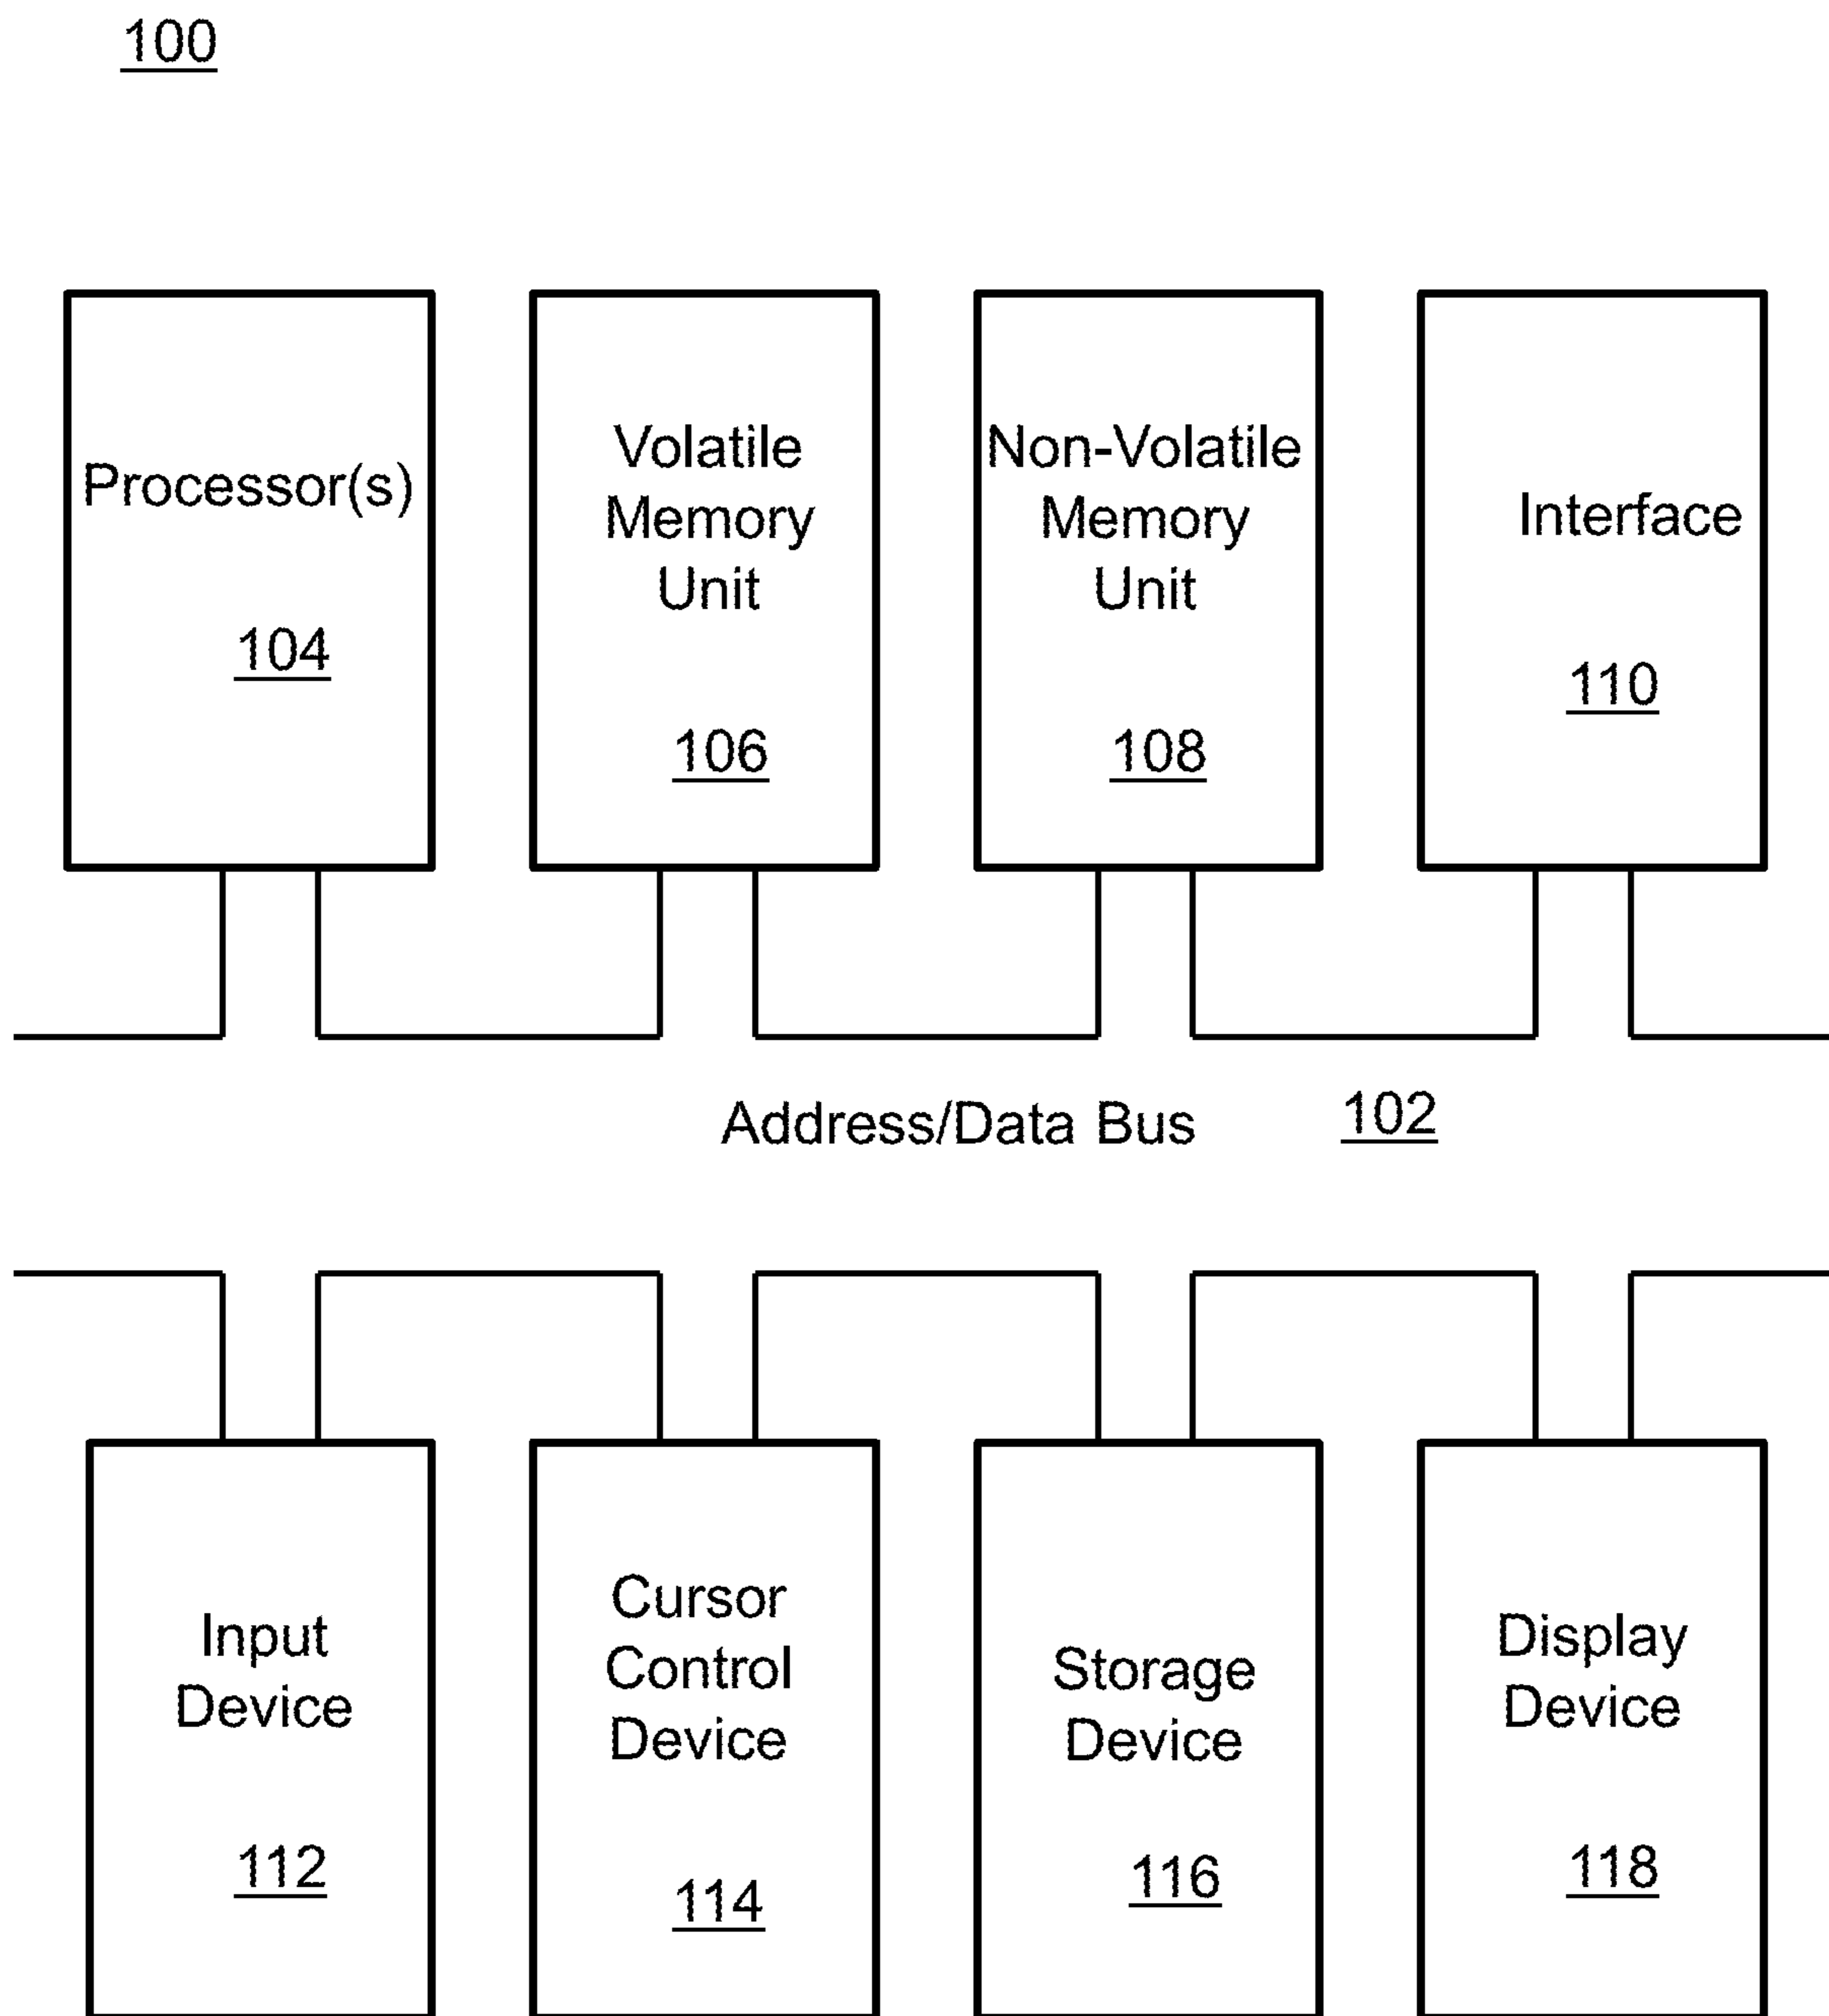 100
Processor(s)
104
Volatile
Memory
Unit
106
Non-Volatile
Memory
Unit
108
Interface
110
Address/Data Bus 102
Input
Device
112
Cursor
Control
Device
114
Storage
Device
116
Display
Device
118